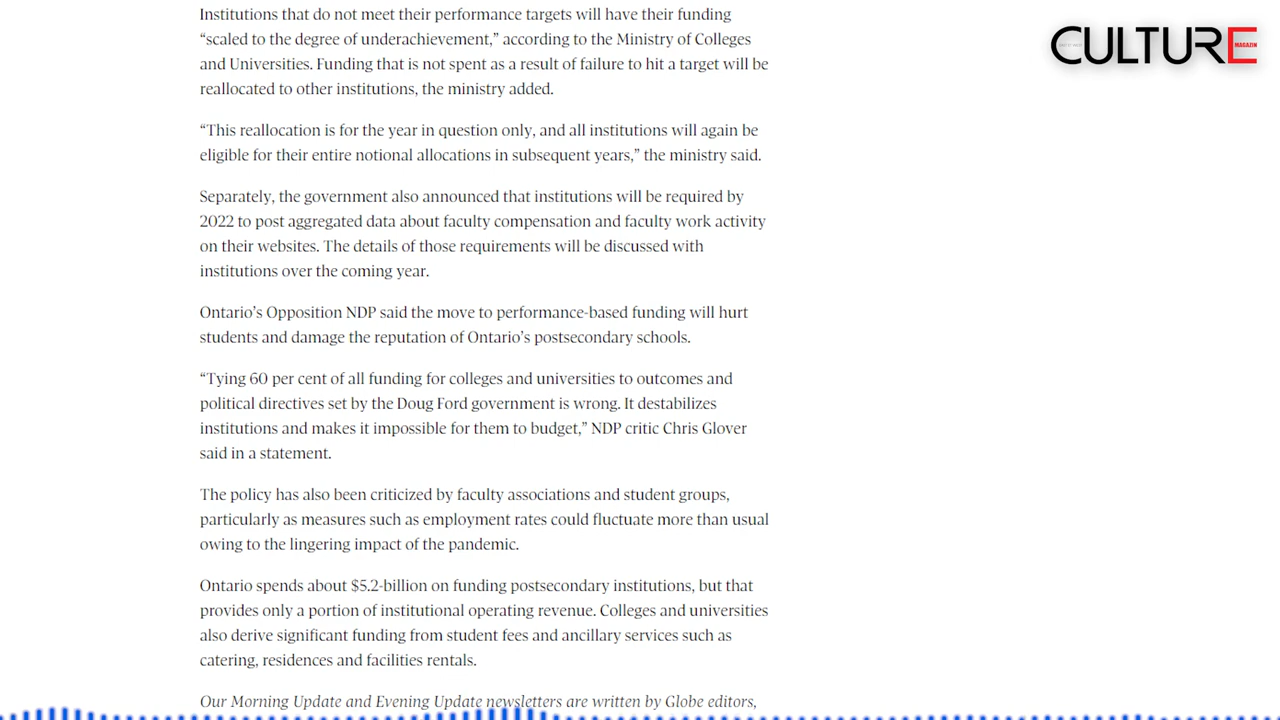 Institutions that do not meet their performance targets will have their funding
“scaled to the degree of underachievement,” according to the Ministry of Colleges
and Universities. Funding that is not spent as a result of failure to hit a target will be
reallocated to other institutions, the ministry added.
“This reallocation is for the year in question only, and all institutions will again be
eligible for their entire notional allocations in subsequent years,” the ministry said.
Separately, the government also announced that institutions will be required by
2022 to post aggregated data about faculty compensation and faculty work activity
on their websites. The details of those requirements will be discussed with
institutions over the coming year.
Ontario’s Opposition NDP said the move to performance-based funding will hurt
students and damage the reputation of Ontario’s postsecondary schools.
“Tying 60 per cent of all funding for colleges and universities to outcomes and
political directives set by the Doug Ford government is wrong. It destabilizes
institutions and makes it impossible for them to budget,” NDP critic Chris Glover
said in a statement.
The policy has also been criticized by faculty associations and student groups,
particularly as measures such as employment rates could fluctuate more than usual
owing to the lingering impact of the pandemic.
Ontario spends about $5.2-billion on funding postsecondary institutions, but that
provides only a portion of institutional operating revenue. Colleges and universities
also derive significant funding from student fees and ancillary services such as
catering, residences and facilities rentals.
Our Morning Update and Evening Update newsletters are written by Globe editors,
CULTURE
MAGAZIN